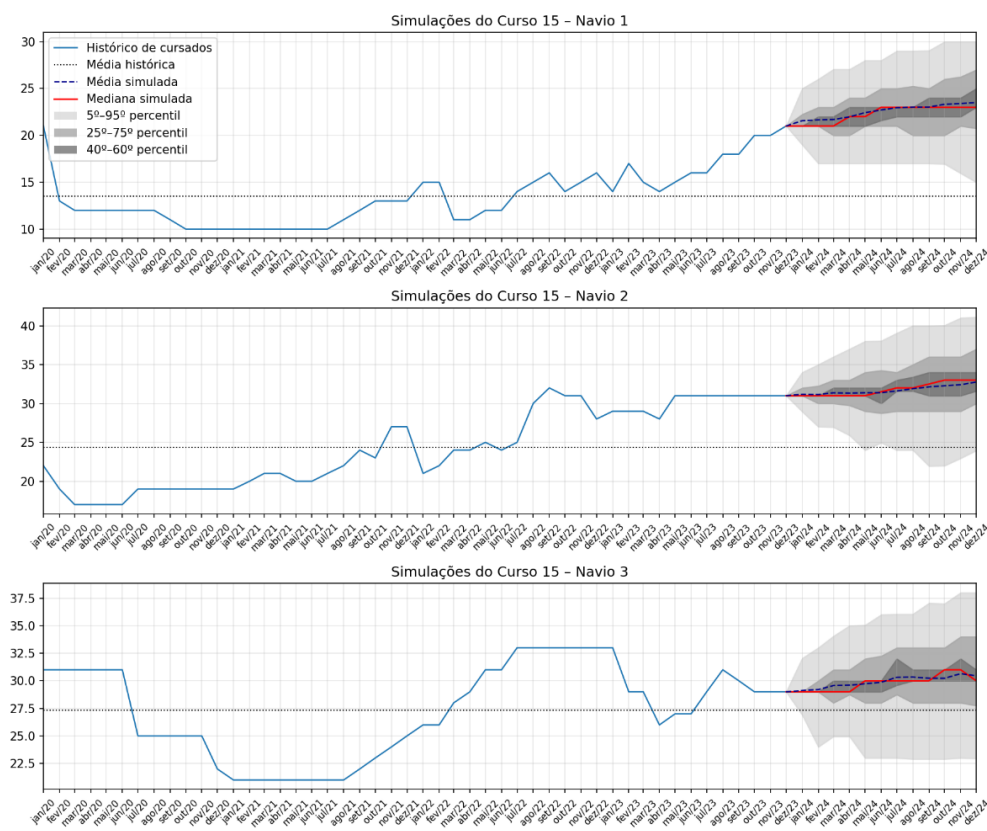 Simulações do Curso 15 – Navio 1
30
25
20
15
10
Histórico de cursados
Média histórica
Média simulada
Mediana simulada
5º–95º percentil
25º–75º percentil
40º–60º percentil
jan/20 fev/20 mar/20 abr/20 mai/20 jun/20 jul/20 ago/20 set/20 out/20 nov/20 dez/20 jan/21 fev/21 mar/21 abr/21 mai/21 jun/21 jul/21 ago/21 set/21 out/21 nov/21 dez/21 jan/22 fev/22 mar/22 abr/22 mai/22 jun/22 jul/22 ago/22 set/22 out/22 nov/22 dez/22 jan/23 fev/23 mar/23 abr/23 mai/23 jun/23 jul/23 ago/23 set/23 out/23 nov/23 dez/23 jan/24 fev/24 mar/24 abr/24 mai/24 jun/24 jul/24 ago/24 set/24 out/24 nov/24 dez/24
Simulações do Curso 15 – Navio 2
40
35
30
25
20
jan/20 fev/20 mar/20 abr/20 mai/20 jun/20 jul/20 ago/20 set/20 out/20 nov/20 dez/20 jan/21 fev/21 mar/21 abr/21 mai/21 jun/21 jul/21 ago/21 set/21 out/21 nov/21 dez/21 jan/22 fev/22 mar/22 abr/22 mai/22 jun/22 jul/22 ago/22 set/22 out/22 nov/22 dez/22 jan/23 fev/23 mar/23 abr/23 mai/23 jun/23 jul/23 ago/23 set/23 out/23 nov/23 dez/23 jan/24 fev/24 mar/24 abr/24 mai/24 jun/24 jul/24 ago/24 set/24 out/24 nov/24 dez/24
Simulações do Curso 15 – Navio 3
37.5
35.0
32.5
30.0
27.5
25.0
22.5
jan/20 fev/20 mar/20 abr/20 mai/20 jun/20 jul/20 ago/20 set/20 out/20 nov/20 dez/20 jan/21 fev/21 mar/21 abr/21 mai/21 jun/21 jul/21 ago/21 set/21 out/21 nov/21 dez/21 jan/22 fev/22 mar/22 abr/22 mai/22 jun/22 jul/22 ago/22 set/22 out/22 nov/22 dez/22 jan/23 fev/23 mar/23 abr/23 mai/23 jun/23 jul/23 ago/23 set/23 out/23 nov/23 dez/23 jan/24 fev/24 mar/24 abr/24 mai/24 jun/24 jul/24 ago/24 set/24 out/24 nov/24 dez/24